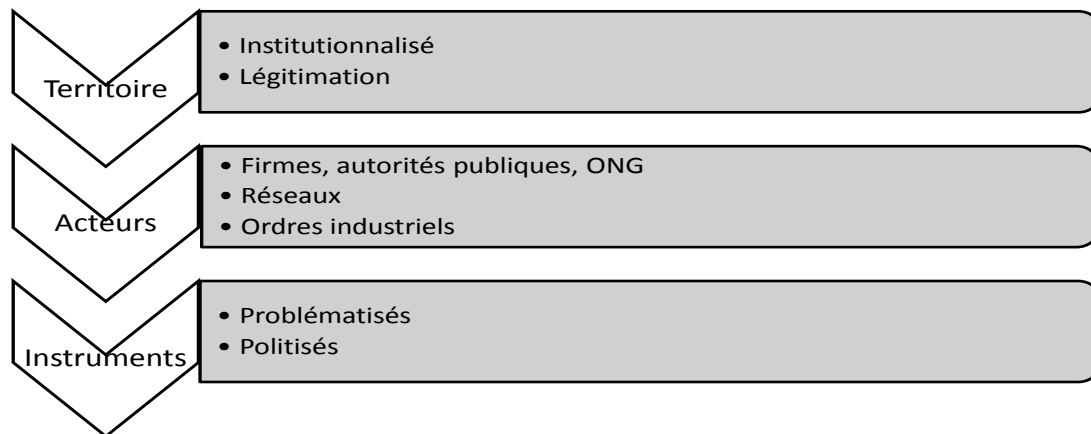 Territoire
• Institutionnalisé
• Légitimation
Acteurs
• Firmes, autorités publiques, ONG
• Réseaux
• Ordres industriels
Instruments
• Problématisés
• Politisés